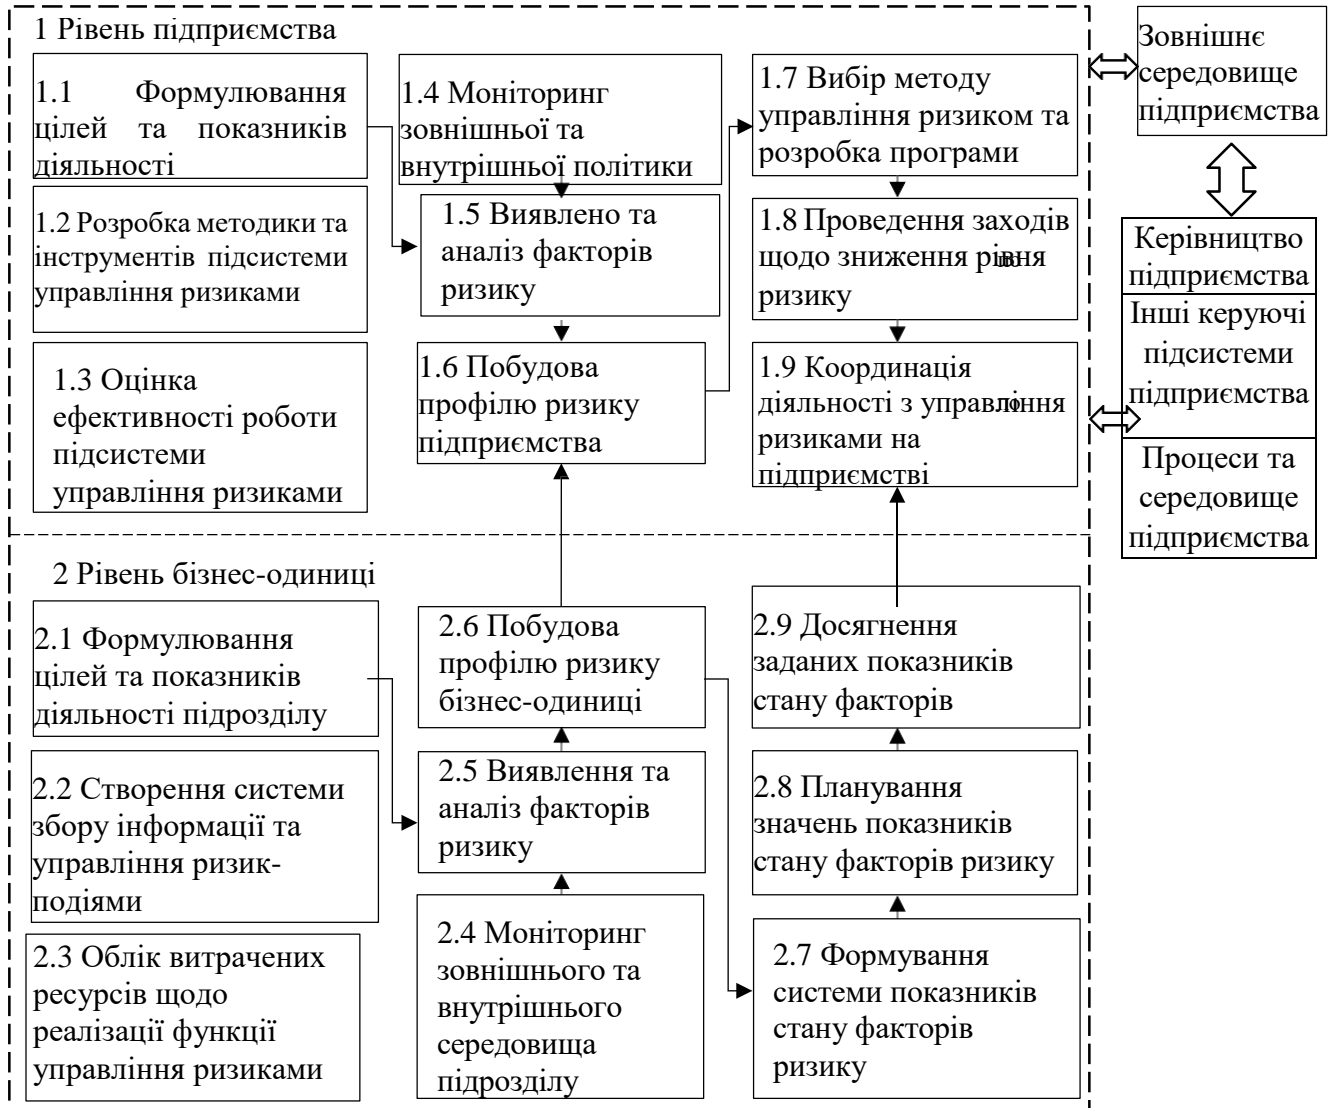 1 Рівень підприємства
1.1 Формулювання
цілей та показників
діяльності
1.2 Розробка методики та
інструментів підсистеми
управління ризиками
1.3 Оцінка
ефективності роботи
підсистеми
управління ризиками
1.4 Моніторинг
зовнішньої та
внутрішньої політики
1.5 Виявлено та
аналіз факторів
ризику
1.6 Побудова
профілю ризику
підприємства
1.7 Вибір методу
управління ризиком та
розробка програми
1.8 Проведення заходів
щодо зниження рівня
ризику
1.9 Координація
діяльності з управління
ризиками на
підприємстві
Зовнішнє
середовище
підприємства
Керівництво
підприємства
Інші керуючі
підсистеми
підприємства
Процеси та
середовище
підприємства
2 Рівень бізнес-одиниці
2.1 Формулювання
цілей та показників
діяльності підрозділу
2.2 Створення системи
збору інформації та
управління ризик-
подіями
2.3 Облік витрачених
ресурсів щодо
реалізації функції
управління ризиками
2.6 Побудова
профілю ризику
бізнес-одиниці
2.5 Виявлення та
аналіз факторів
ризику
2.4 Моніторинг
зовнішнього та
внутрішнього
середовища
підрозділу
2.9 Досягнення
заданих показників
стану факторів
2.8 Планування
значень показників
стану факторів ризику
2.7 Формування
системи показників
стану факторів
ризику